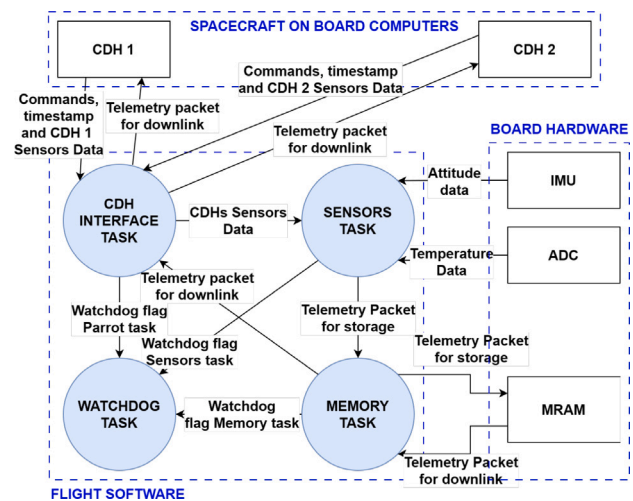 SPACECRAFT ON BOARD COMPUTERS
CDH 1
CDH 2
Commands,
timestamp
and CDH 1
Sensors Data
Telemetry packet
for downlink
Commands, timestamp
and CDH 2 Sensors Data
Telemetry packet
for downlink
BOARD HARDWARE
CDH
INTERFACE
TASK
CDHs Sensors
Data
SENSORS
TASK
Attitude
data
IMU
Temperature
Data
ADC
Telemetry packet
for downlink
Watchdog flag
Parrot task
Watchdog flag
Sensors task
Telemetry Packet
for storage
Telemetry Packet
for storage
WATCHDOG
TASK
Watchdog
flag Memory task
MEMORY
TASK
MRAM
Telemetry Packet
for downlink
FLIGHT SOFTWARE